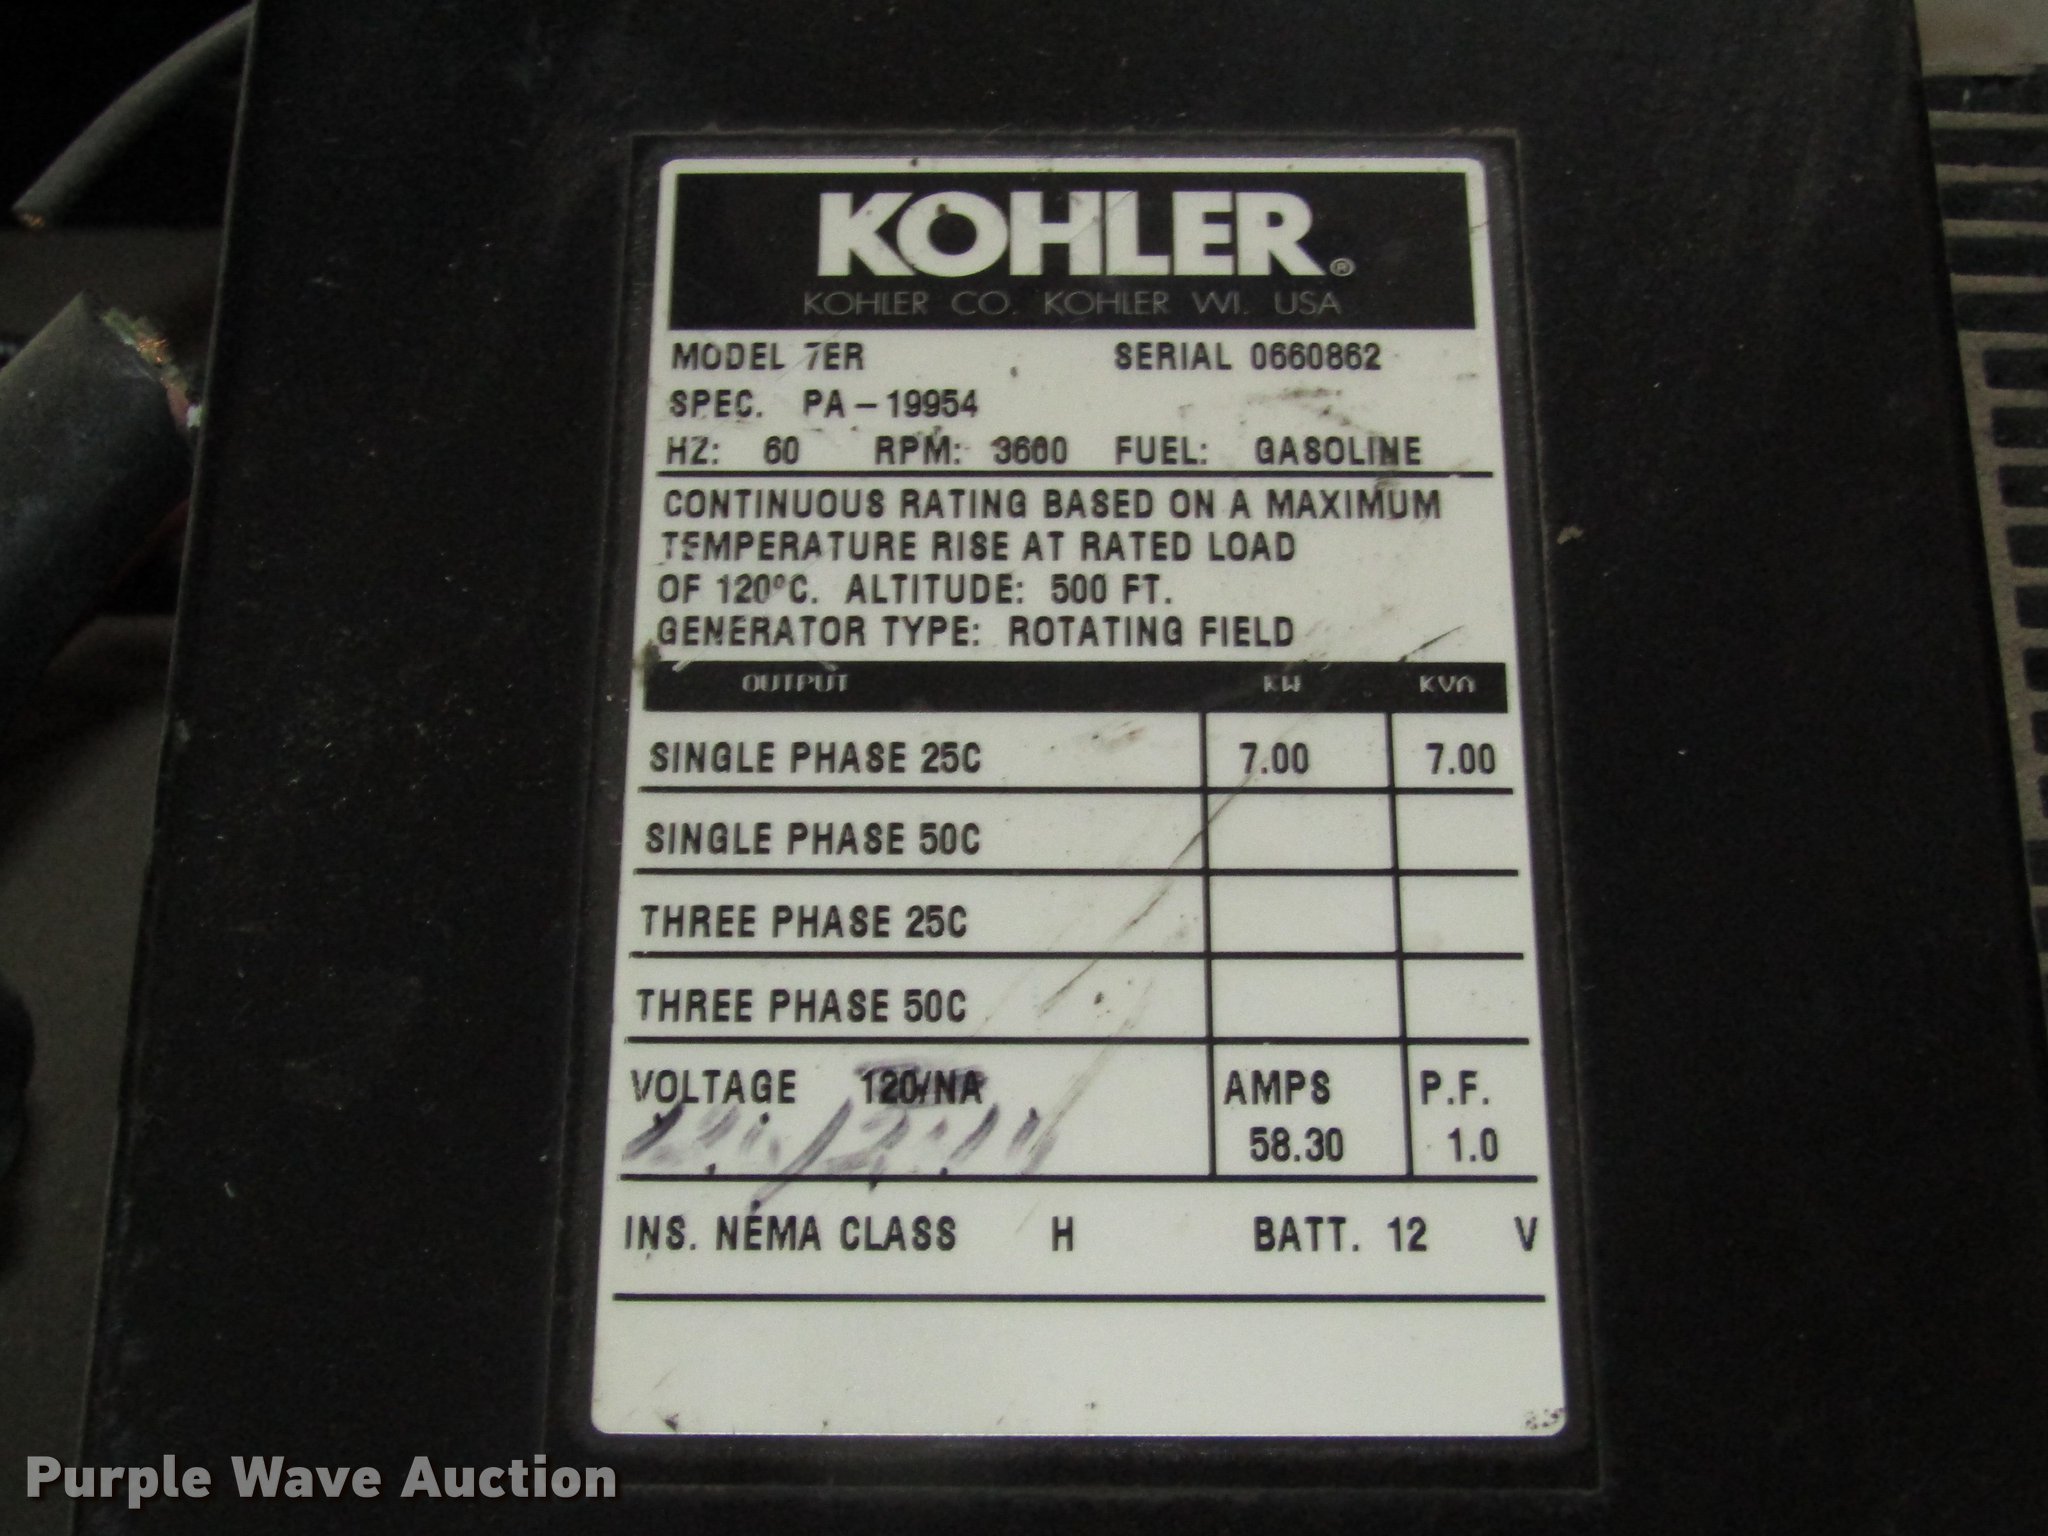 KOHLER®
KOHLER CO. KOHLER WI. USA
MODEL 7ER SERIAL 0660862
SPEC. PA-19954
HZ: 60 RPM: 3600 FUEL: GASOLINE
CONTINUOUS RATING BASED ON A MAXIMUM
TEMPERATURE RISE AT RATED LOAD
OF 120ºC. ALTITUDE: 500 FT.
GENERATOR TYPE: ROTATING FIELD
OUTPUT KW KVA
SINGLE PHASE 25C 7.00 7.00
SINGLE PHASE 50C
THREE PHASE 25C
THREE PHASE 50C
VOLTAGE 120/NA AMPS P.F.
58.30 1.0
INS. NEMA CLASS H BATT. 12 V
Purple Wave Auction